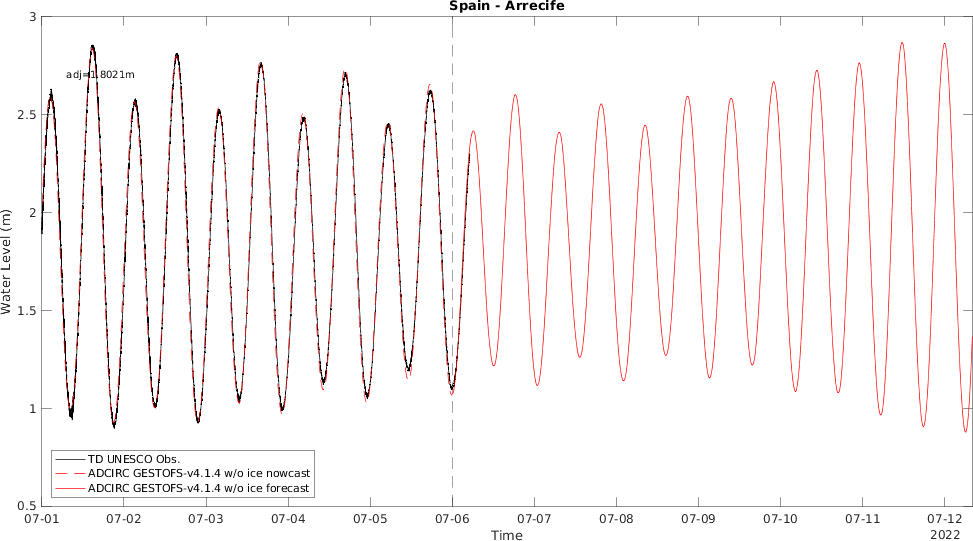 Spain - Arrecife
3
adj=1.8021m
2.5
2
Water Level (m)
1.5
1
TD UNESCO Obs.
ADCIRC GESTOFS-v4.1.4 w/o ice nowcast
ADCIRC GESTOFS-v4.1.4 w/o ice forecast
0.5
07-01 07-02 07-03 07-04 07-05 07-06 07-07 07-08 07-09 07-10 07-11 07-12
Time 2022